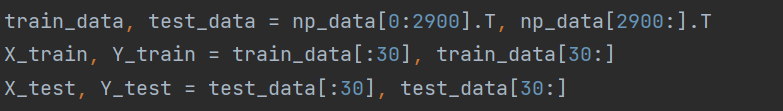 train_data, test_data = np_data[0:2900].T, np_data[2900:].T
X_train, Y_train = train_data[:30], train_data[30:]
X_test, Y_test = test_data[:30], test_data[30:]